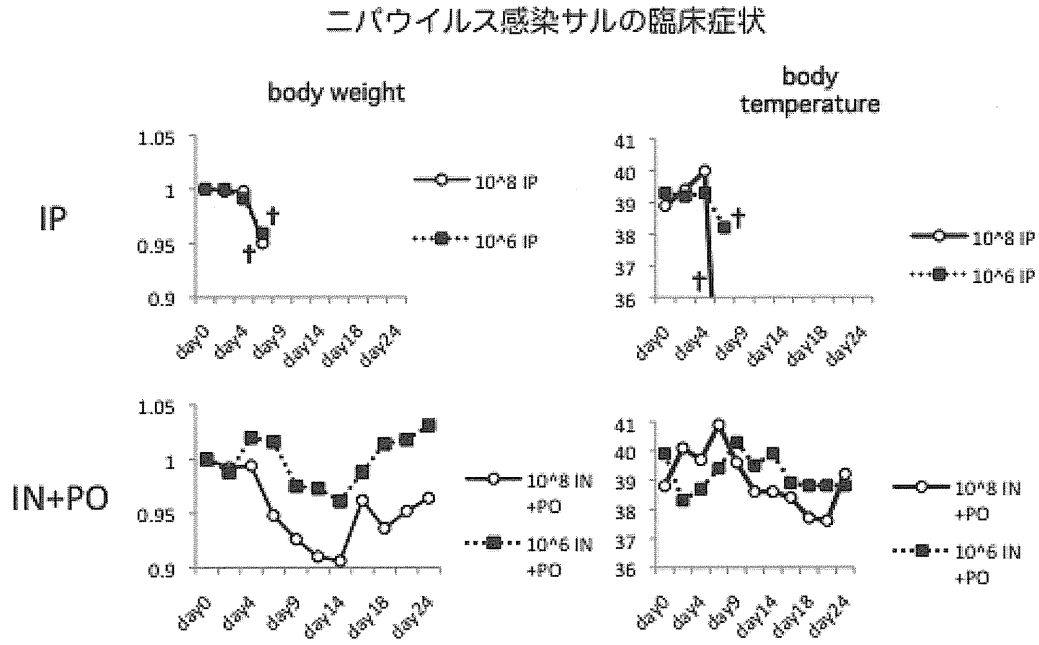 ニパウイルス感染サルの臨床症状
body weight
body
temperature
IP
1.05
1
0.95
0.9
†
†
day0
day4
day9
day14
day18
day24
10^8 IP
10^6 IP
41
40
39
38
37
36
†
†
day0
day4
day9
day14
day18
day24
10^8 IP
10^6 IP
IN+PO
1.05
1
0.95
0.9
day0
day4
day9
day14
day18
day24
10^8 IN
+PO
10^6 IN
+PO
41
40
39
38
37
36
day0
day4
day9
day14
day18
day24
10^8 IN
+PO
10^6 IN
+PO